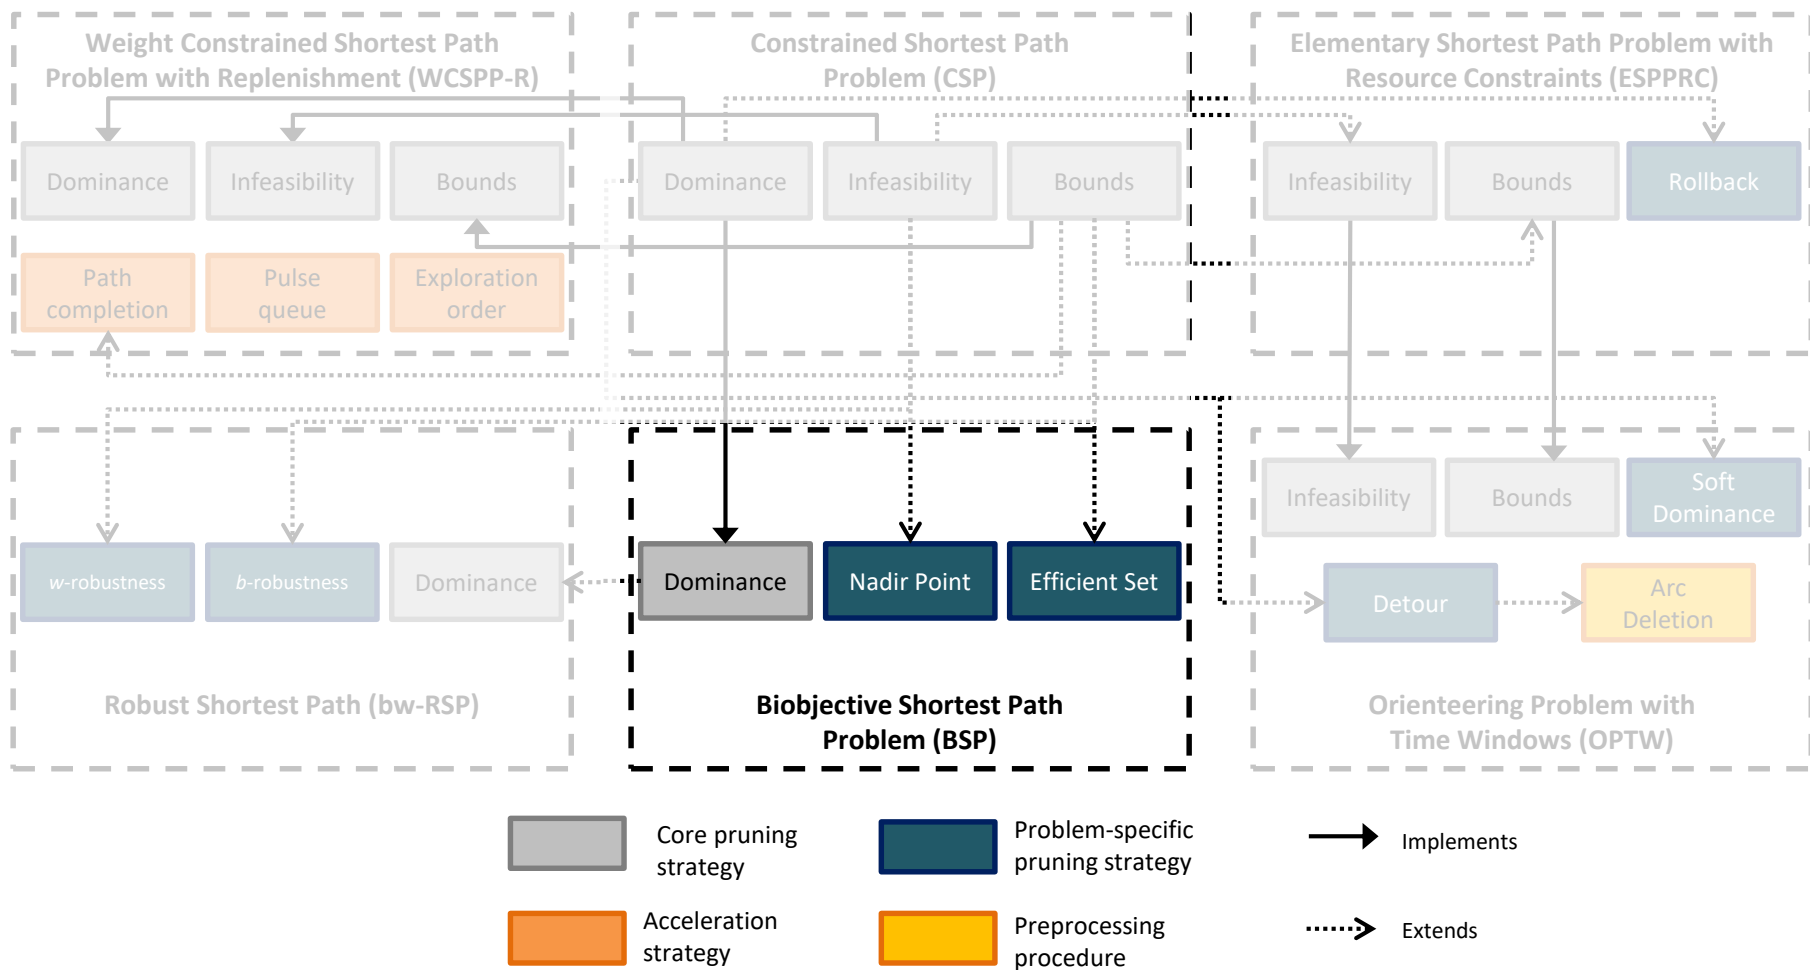 Weight Constrained Shortest Path
Problem with Replenishment (WCSPP-R)
Dominance
Infeasibility
Bounds
Path
completion
Pulse
queue
Exploration
order
Constrained Shortest Path
Problem (CSP)
Dominance
Infeasibility
Bounds
Elementary Shortest Path Problem with
Resource Constraints (ESPPRC)
Infeasibility
Bounds
Rollback
w-robustness
b-robustness
Dominance
Robust Shortest Path (bw-RSP)
Dominance
Nadir Point
Efficient Set
Biobjective Shortest Path
Problem (BSP)
Infeasibility
Bounds
Soft
Dominance
Detour
Arc
Deletion
Orienteering Problem with
Time Windows (OPTW)
Core pruning
strategy
Problem-specific
pruning strategy
Implements
Acceleration
strategy
Preprocessing
procedure
Extends